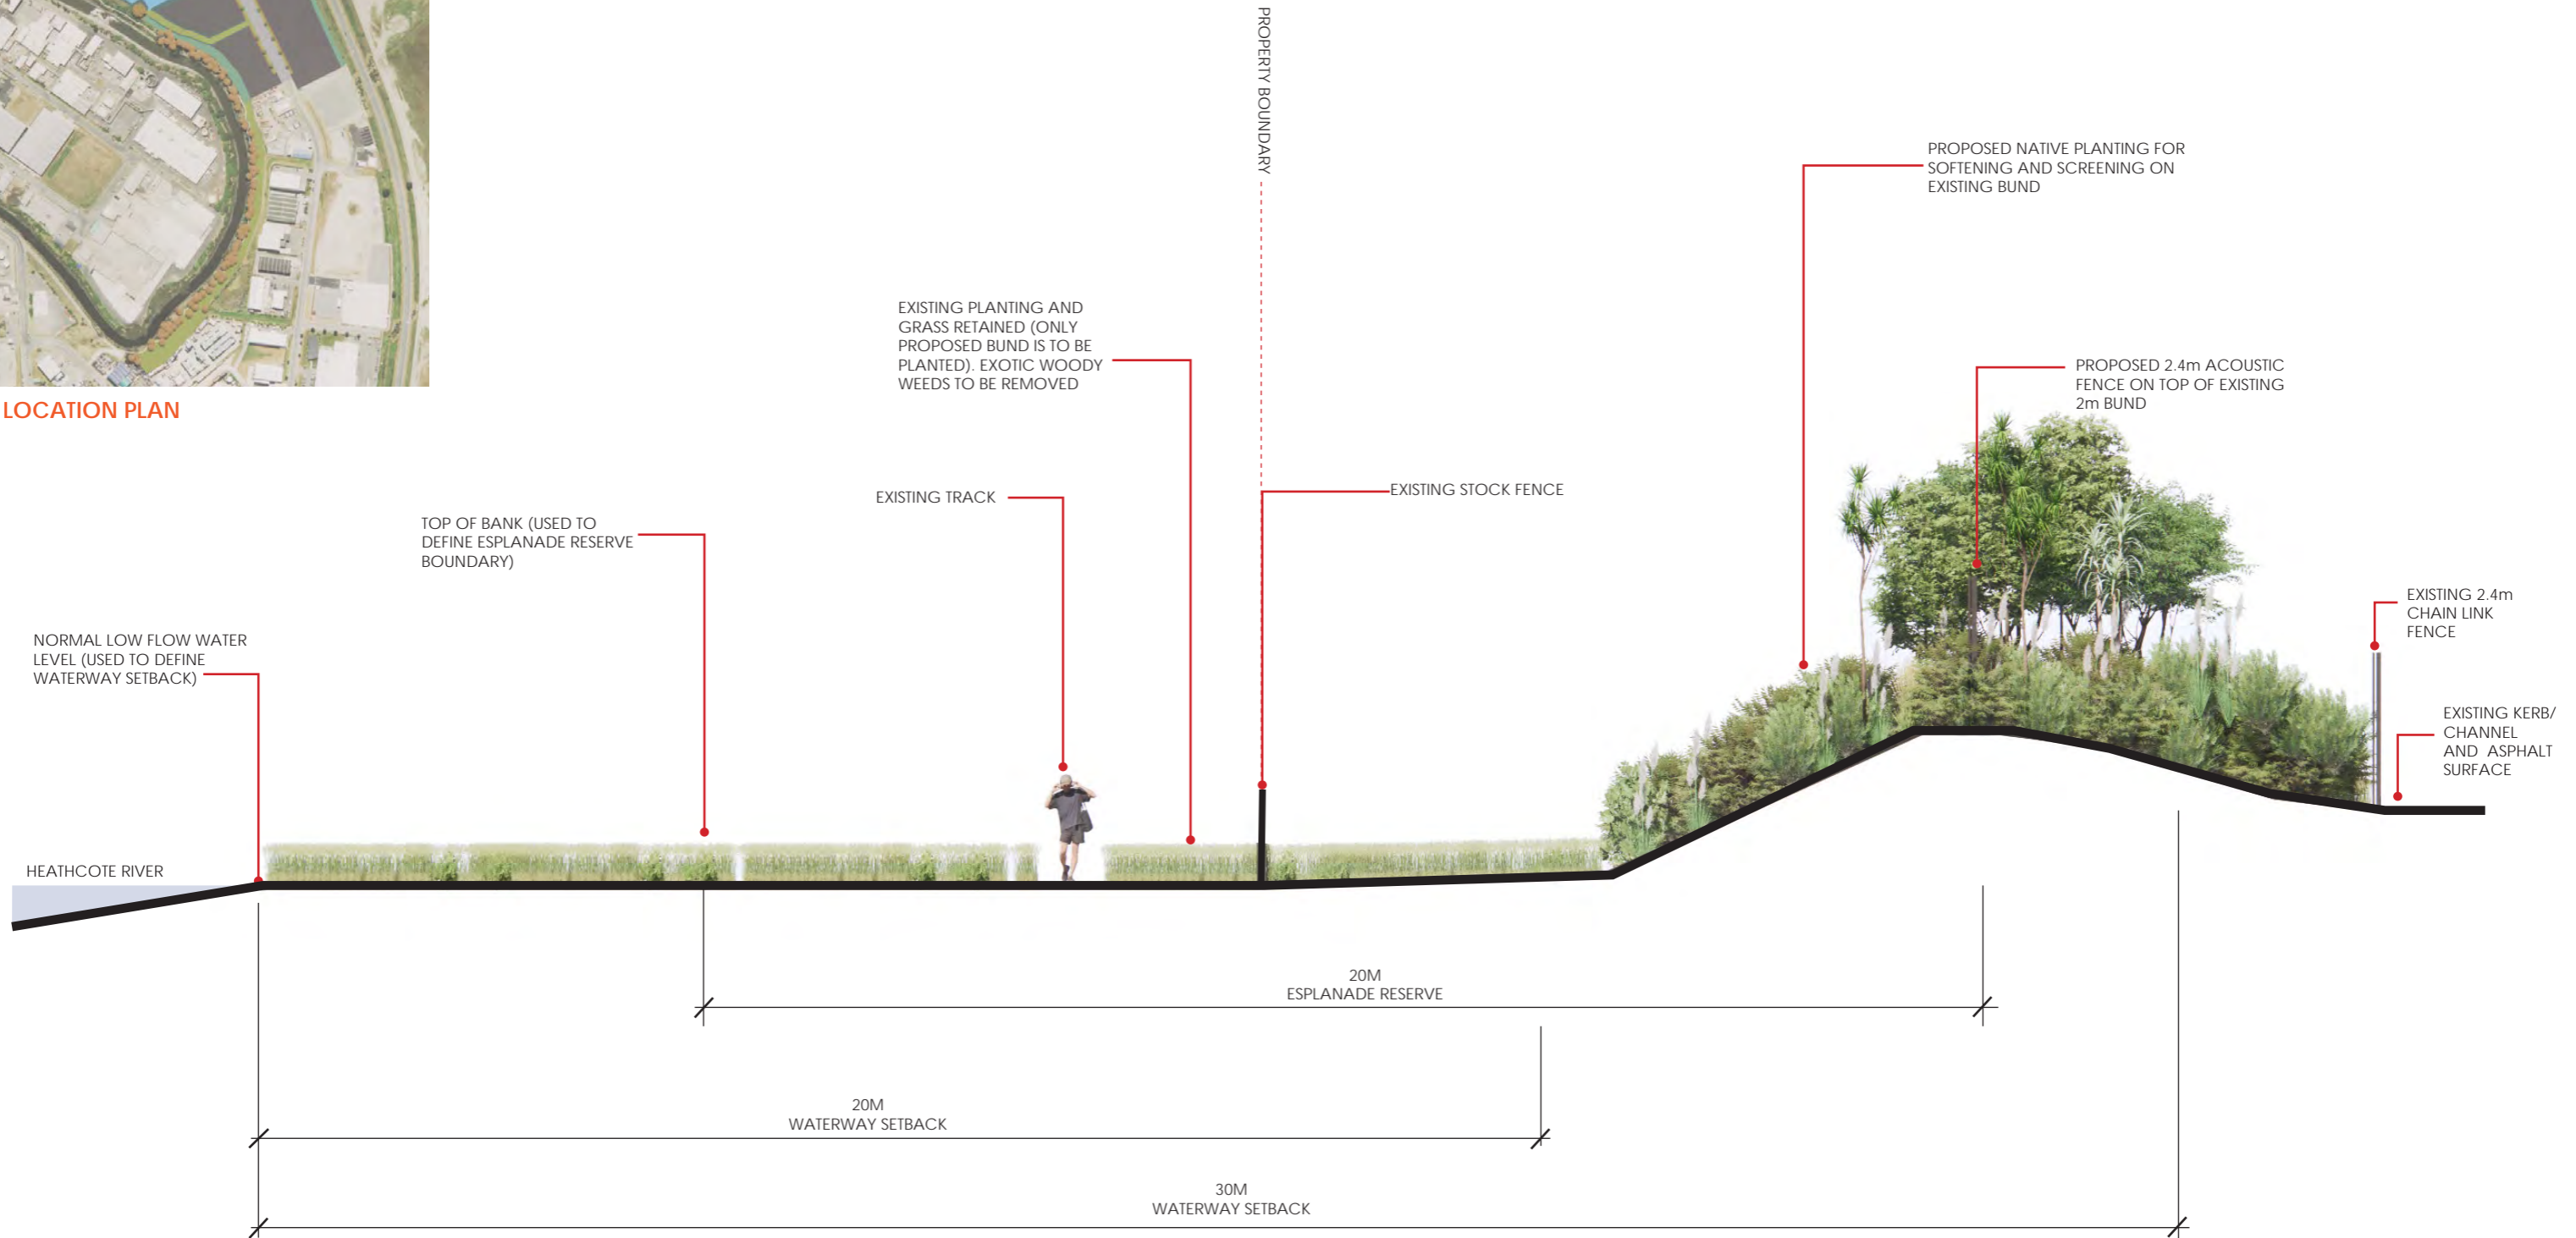 PROPERTY BOUNDARY
PROPOSED NATIVE PLANTING FOR
SOFTENING AND SCREENING ON
EXISTING BUND
EXISTING PLANTING AND
GRASS RETAINED (ONLY
PROPOSED BUND IS TO BE
PLANTED). EXOTIC WOODY
WEEDS TO BE REMOVED
PROPOSED 2.4m ACOUSTIC
FENCE ON TOP OF EXISTING
2m BUND
LOCATION PLAN
EXISTING TRACK
EXISTING STOCK FENCE
TOP OF BANK (USED TO
DEFINE ESPLANADE RESERVE
BOUNDARY)
EXISTING 2.4m
CHAIN LINK
FENCE
NORMAL LOW FLOW WATER
LEVEL (USED TO DEFINE
WATERWAY SETBACK)
EXISTING KERB/
CHANNEL
AND ASPHALT
SURFACE
HEATHCOTE RIVER
20M
ESPLANADE RESERVE
20M
WATERWAY SETBACK
30M
WATERWAY SETBACK